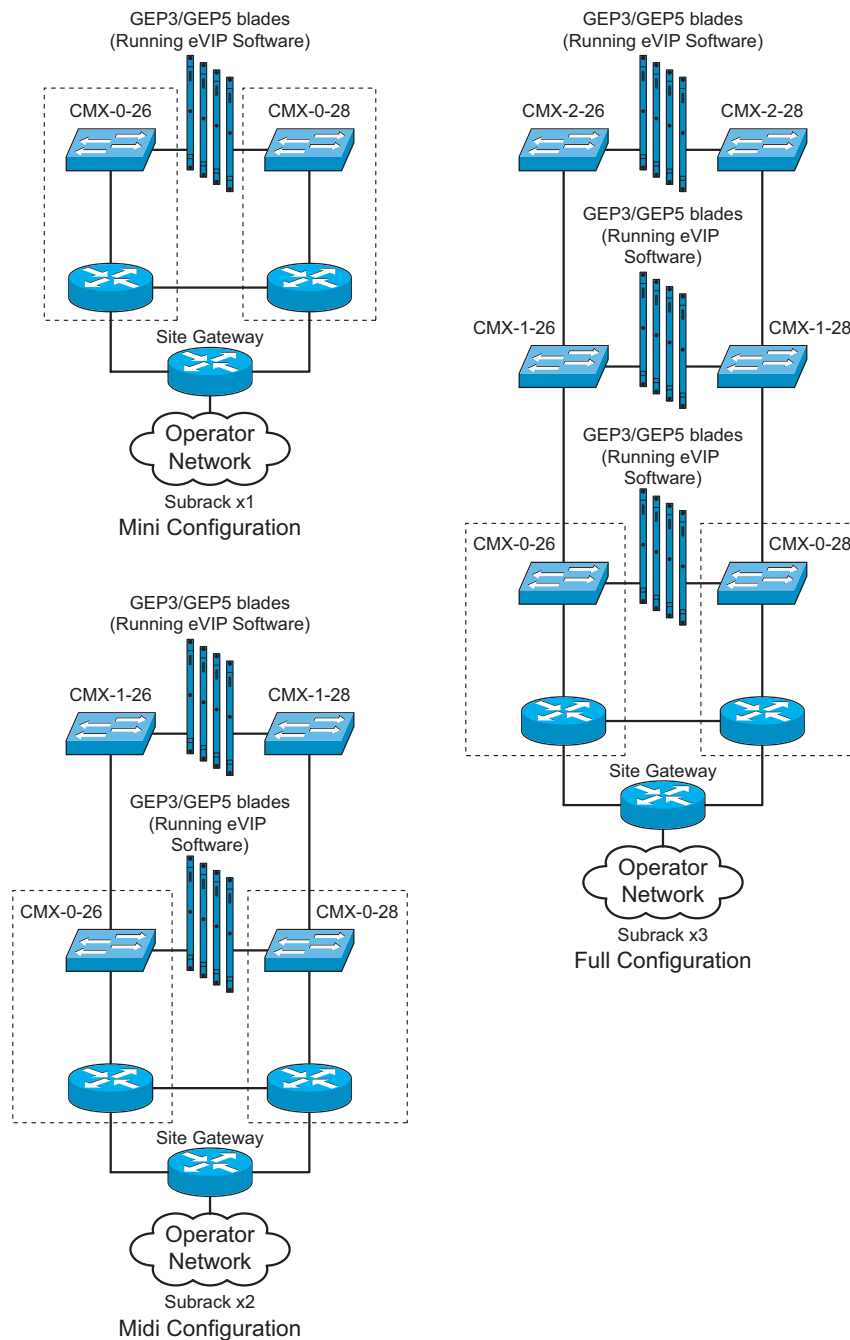 GEP3/GEP5 blades
(Running eVIP Software)
CMX-0-26
CMX-0-28
Site Gateway
Operator
Network
Subrack x1
Mini Configuration
GEP3/GEP5 blades
(Running eVIP Software)
CMX-1-26
CMX-1-28
GEP3/GEP5 blades
(Running eVIP
Software)
CMX-0-26
CMX-0-28
Site Gateway
Operator
Network
Subrack x2
Midi Configuration
GEP3/GEP5 blades
(Running eVIP Software)
CMX-2-26
CMX-2-28
GEP3/GEP5 blades
(Running eVIP
Software)
CMX-1-26
CMX-1-28
GEP3/GEP5 blades
(Running eVIP
Software)
CMX-0-26
CMX-0-28
Site Gateway
Operator
Network
Subrack x3
Full Configuration